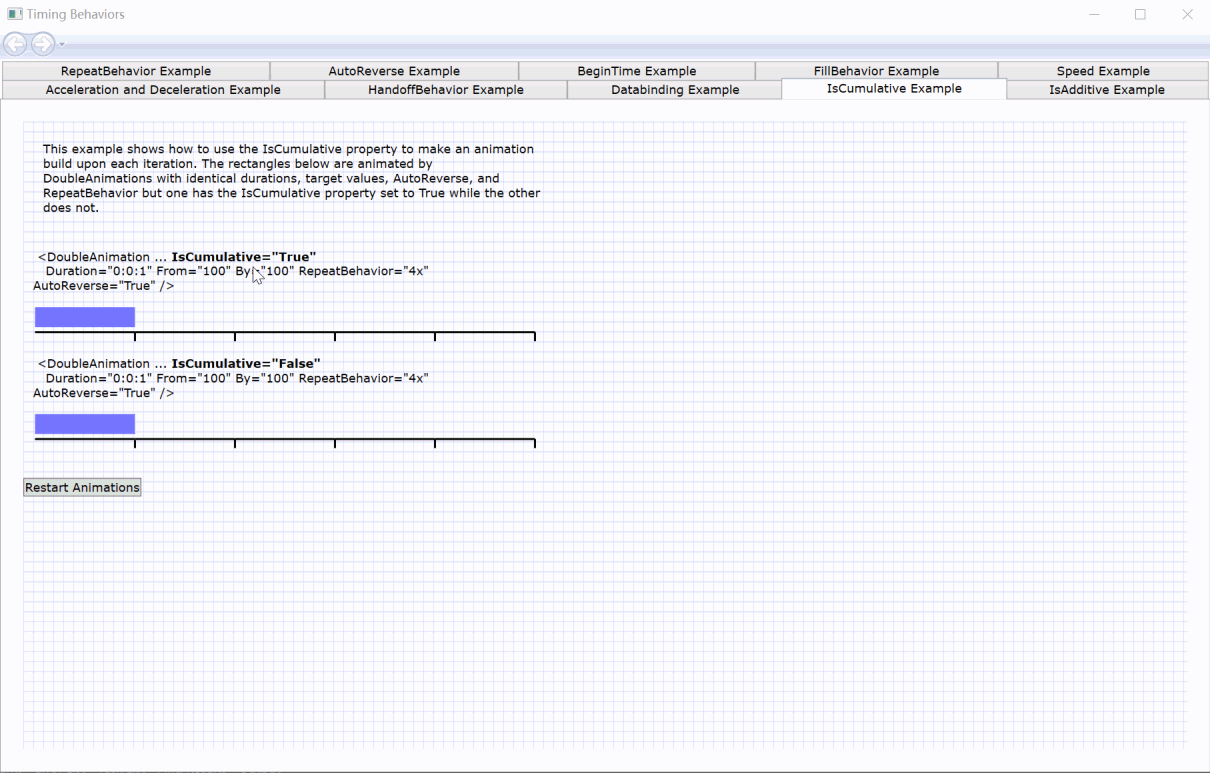 Timing Behaviors
RepeatBehavior Example
AutoReverse Example
BeginTime Example
FillBehavior Example
Speed Example
Acceleration and Deceleration Example
HandoffBehavior Example
Databinding Example
IsCumulative Example
IsAdditive Example
This example shows how to use the IsCumulative property to make an animation
build upon each iteration. The rectangles below are animated by
DoubleAnimations with identical durations, target values, AutoReverse, and
RepeatBehavior but one has the IsCumulative property set to True while the other
does not.
<DoubleAnimation ... IsCumulative="True"
Duration="0:0:1" From="100" By="100" RepeatBehavior="4x"
AutoReverse="True" />
<DoubleAnimation ... IsCumulative="False"
Duration="0:0:1" From="100" By="100" RepeatBehavior="4x"
AutoReverse="True" />
Restart Animations